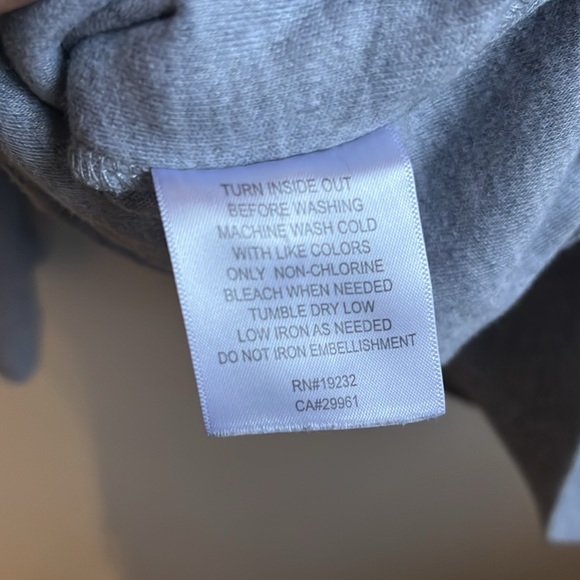 TURN INSIDE OUT
BEFORE WASHING
MACHINE WASH COLD
WITH LIKE COLORS
ONLY NON-CHLORINE
BLEACH WHEN NEEDED
TUMBLE DRY LOW
LOW IRON AS NEEDED
DO NOT IRON EMBELLISHMENT
RN#19232
CA#29961